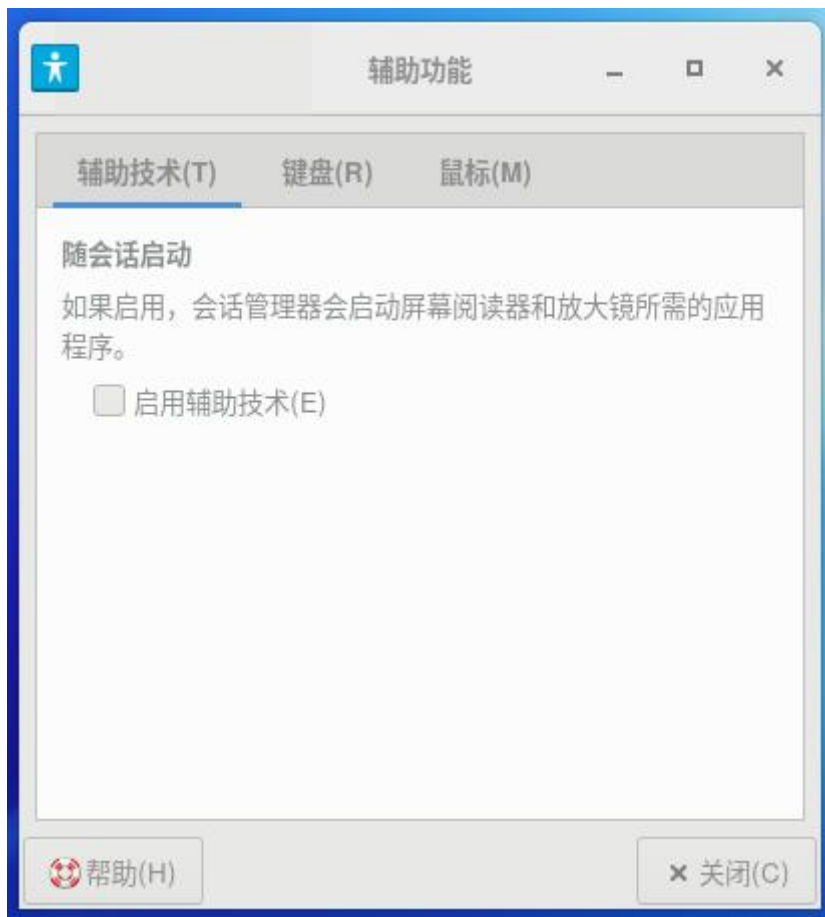 辅助功能
辅助技术(T) 键盘(R) 鼠标(M)
随会话启动
如果启用，会话管理器会启动屏幕阅读器和放大镜所需的应用
程序。
启用辅助技术(E)
帮助(H) 关闭(C)